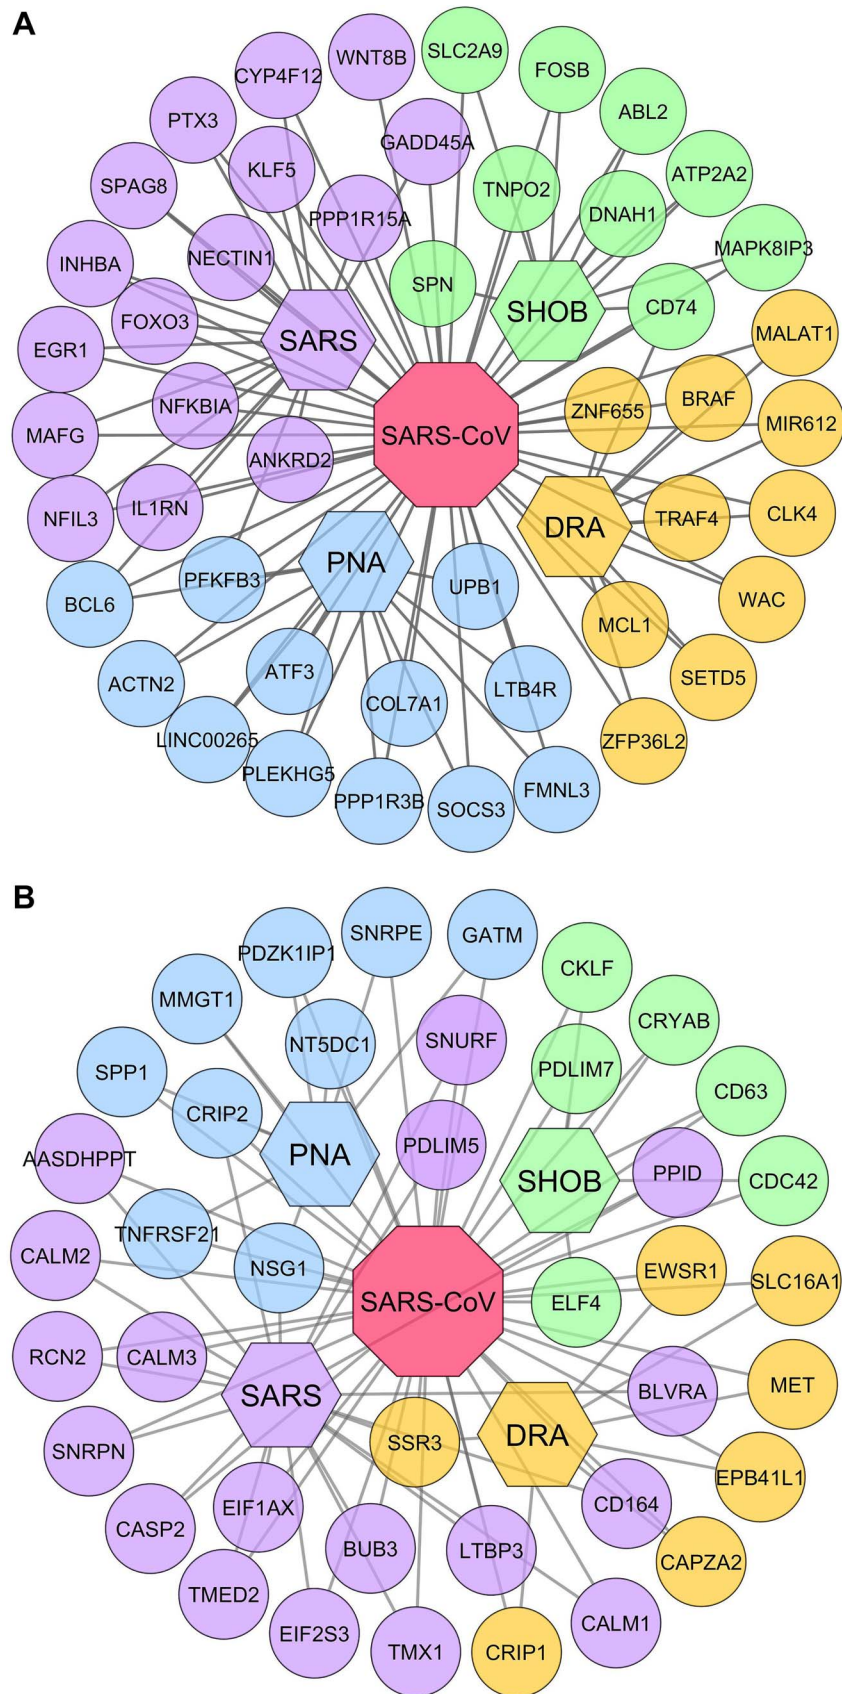 A
WNT8B
SLC2A9
CYP4F12
FOSB
ABL2
PTX3
GADD45A
KLF5
ATP2A2
SPAG8
TNPO2
PPP1R15A
DNAH1
MAPK8IP3
NECTIN1
INHBA
SPN
SHOB
CD74
FOXO3
MALAT1
SARS
EGR1
BRAF
NFKBIA
ZNF655
MIR612
MAFG
SARS-CoV
ANKRD2
IL1RN
CLK4
NFIL3
TRAF4
DRA
PNA
PFKFB3
UPB1
WAC
BCL6
MCL1
ATF3
SETD5
ACTN2
LTB4R
COL7A1
LINC00265
ZFP36L2
PLEKHG5
FMNL3
PPP1R3B
SOCS3
B
SNRPE
GATM
PDZK1IP1
CKLF
MMGT1
CRYAB
SNURF
NT5DC1
PDLIM7
SPP1
CD63
CRIP2
PDLIM5
PNA
AASDHPPT
PPID
SHOB
CDC42
TNFRSF21
CALM2
NSG1
EWSR1
SLC16A1
SARS-CoV
ELF4
RCN2
CALM3
MET
BLVRA
SARS
DRA
SSR3
SNRPN
EPB41L1
CD164
EIF1AX
CASP2
BUB3
LTBP3
CAPZA2
TMED2
CALM1
EIF2S3
TMX1
CRIP1